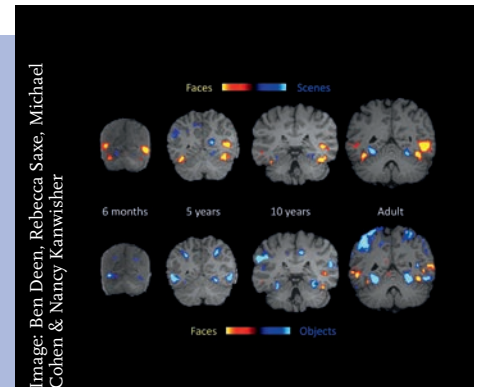 Image: Ben Deen, Rebecca Saxe, Michael
Cohen & Nancy Kanwisher
Faces Scenes
6 months 5 years 10 years Adult
Faces Objects